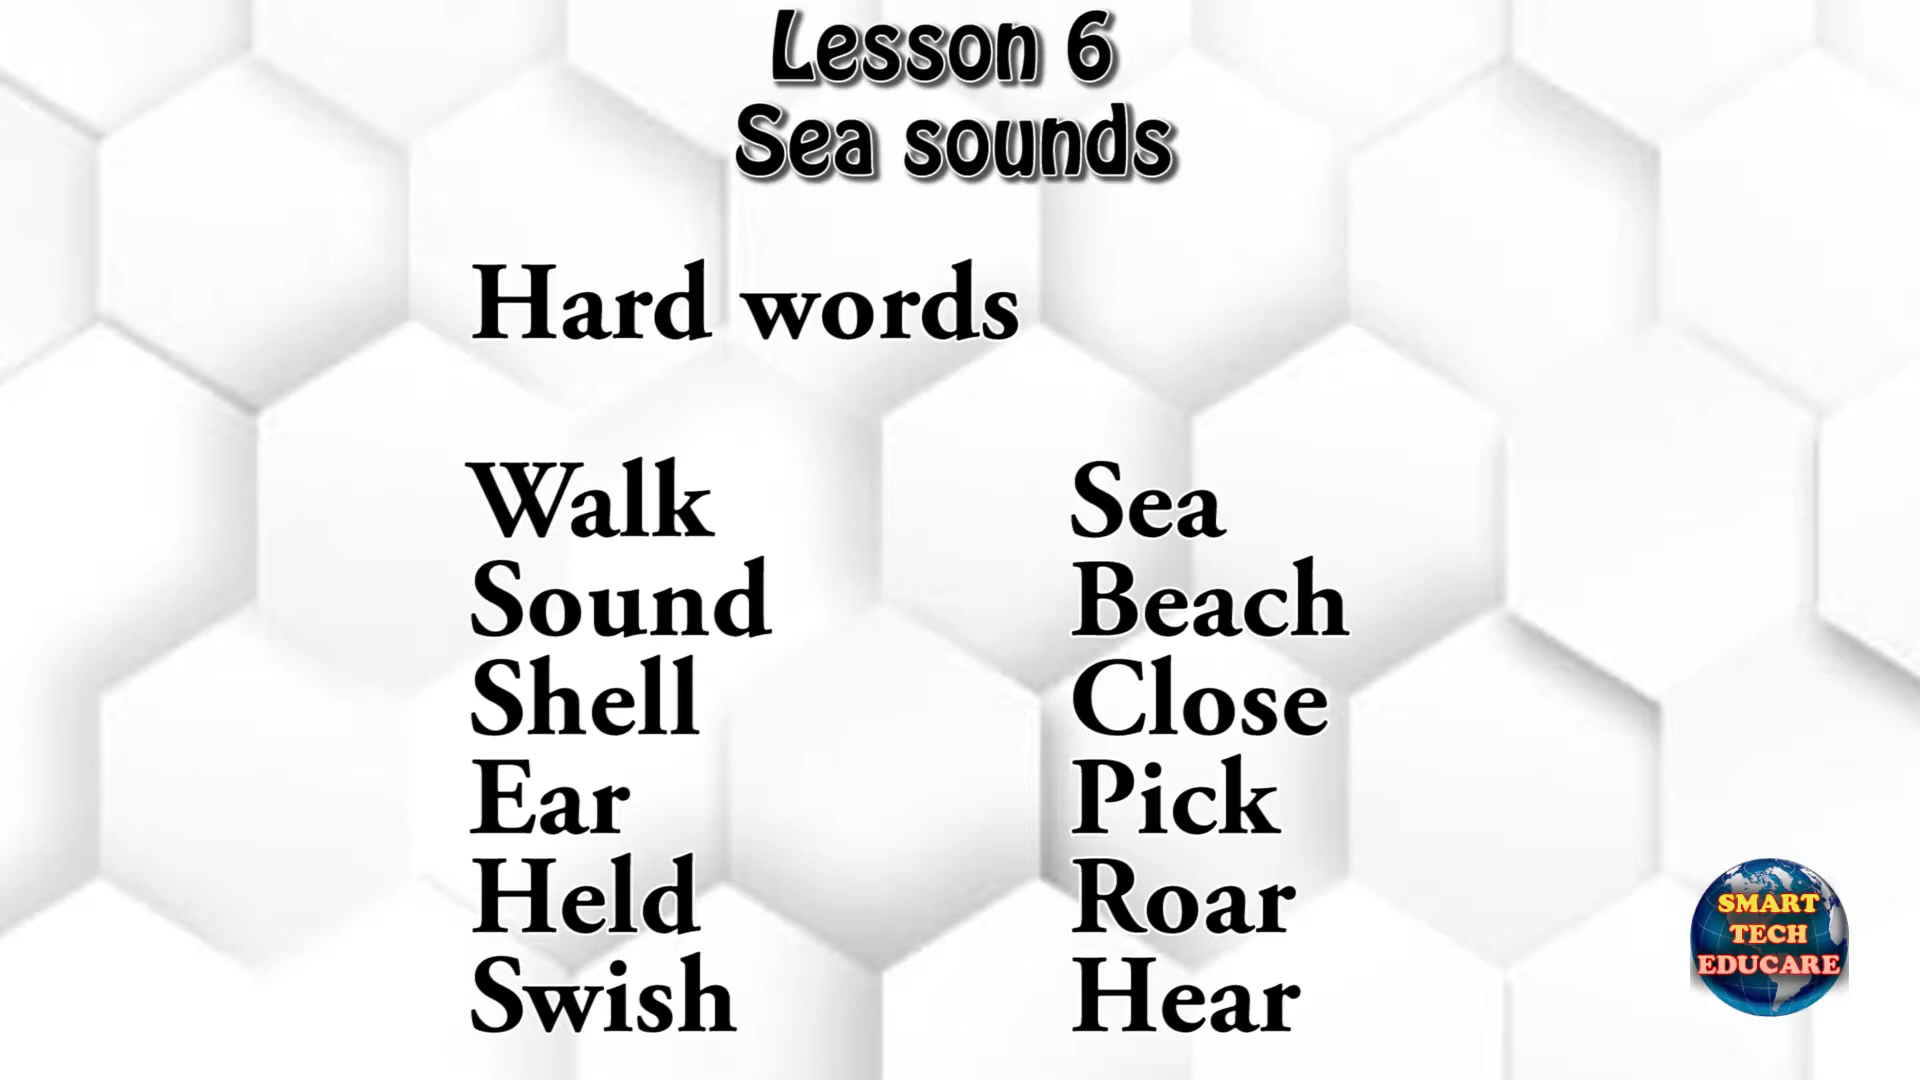 Lesson 6
Sea sounds
Hard words
Walk
Sound
Shell
Ear
Held
Swish
Sea
Beach
Close
Pick
Roar
Hear
SMART
TECH
EDUCARE